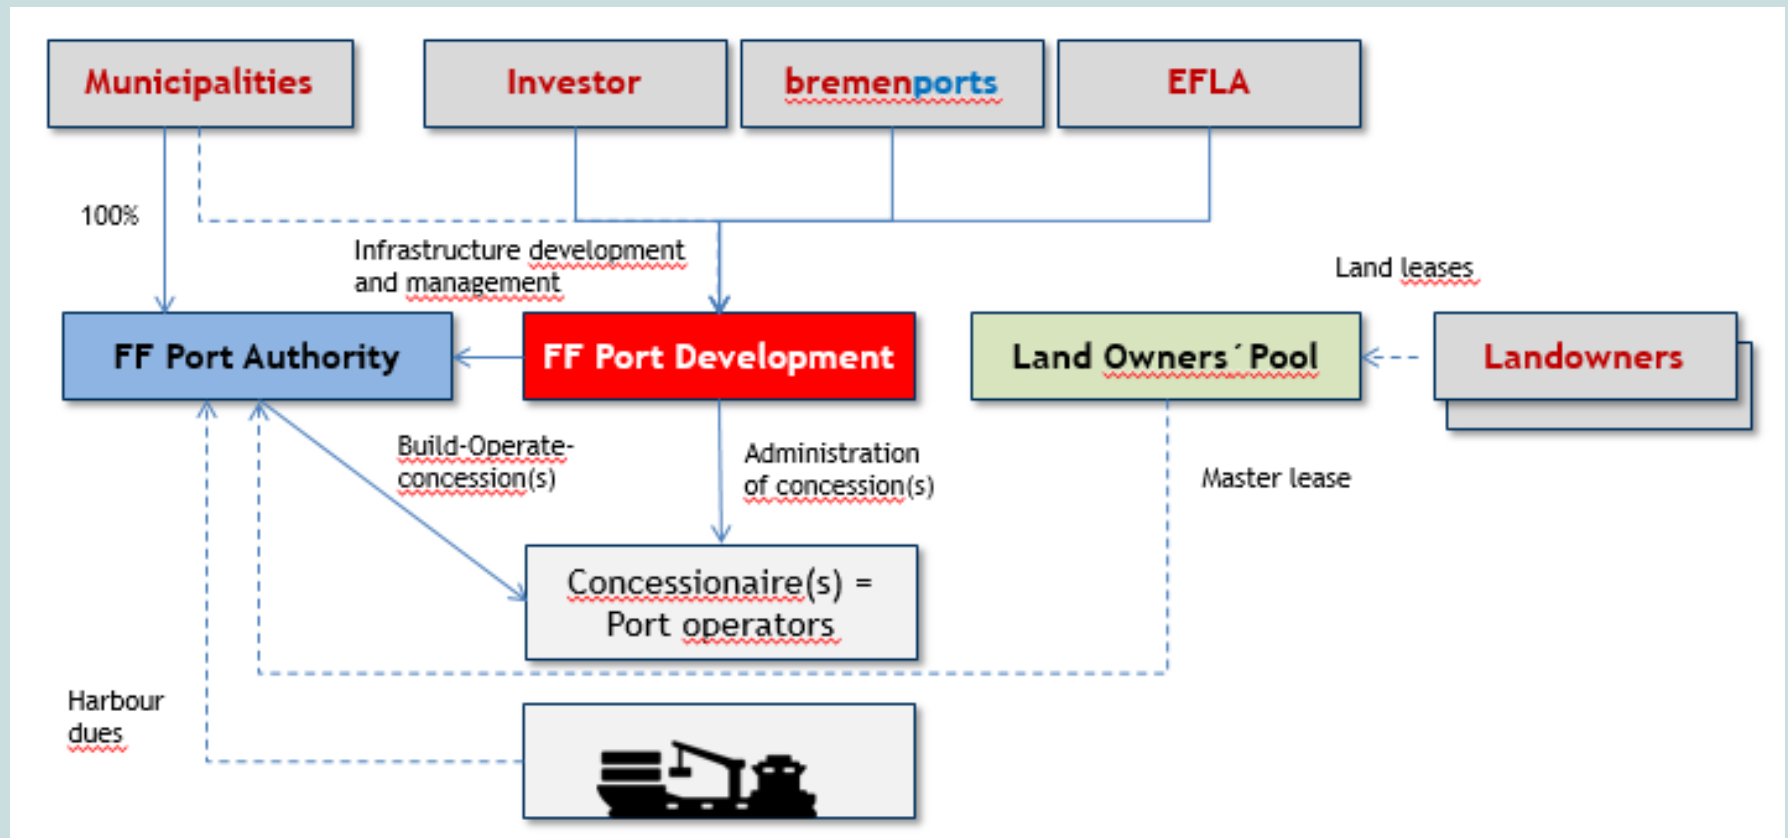 Municipalities
Investor
bremenports
EFLA
100%
Infrastructure development
and management
Land leases
FF Port Authority
FF Port Development
Land Owners´Pool
Landowners
Build-Operate-
concession(s)
Administration
of concession(s)
Master lease
Concessionaire(s) =
Port operators
Harbour
dues